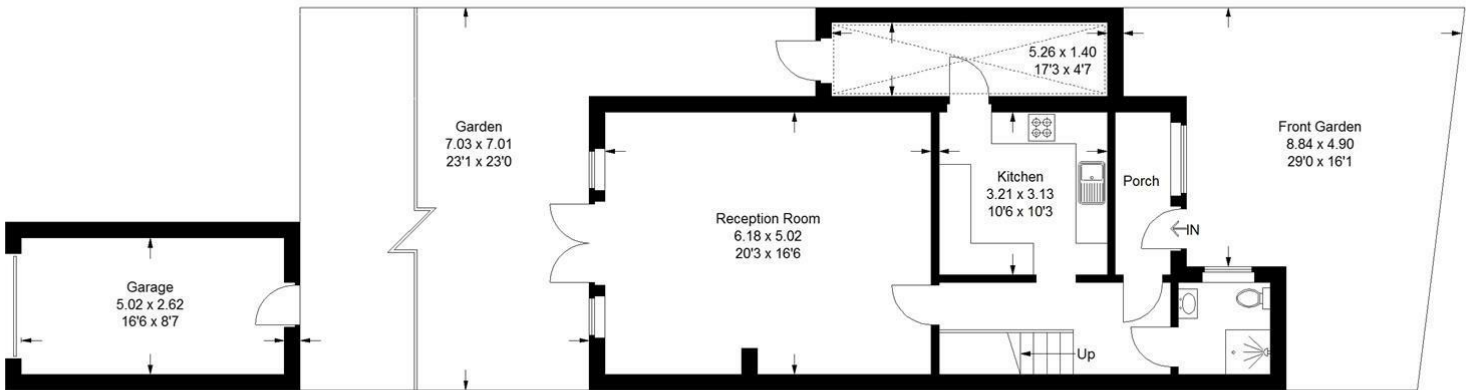 5.26 x 1.40
17'3 x 4'7
Garden
7.03 x 7.01
23'1 x 23'0
Front Garden
8.84 x 4.90
29'0 x 16'1
Kitchen
3.21 x 3.13
10'6 x 10'3
Porch
Reception Room
6.18 x 5.02
20'3 x 16'6
IN
Garage
5.02 x 2.62
16'6 x 8'7
Up